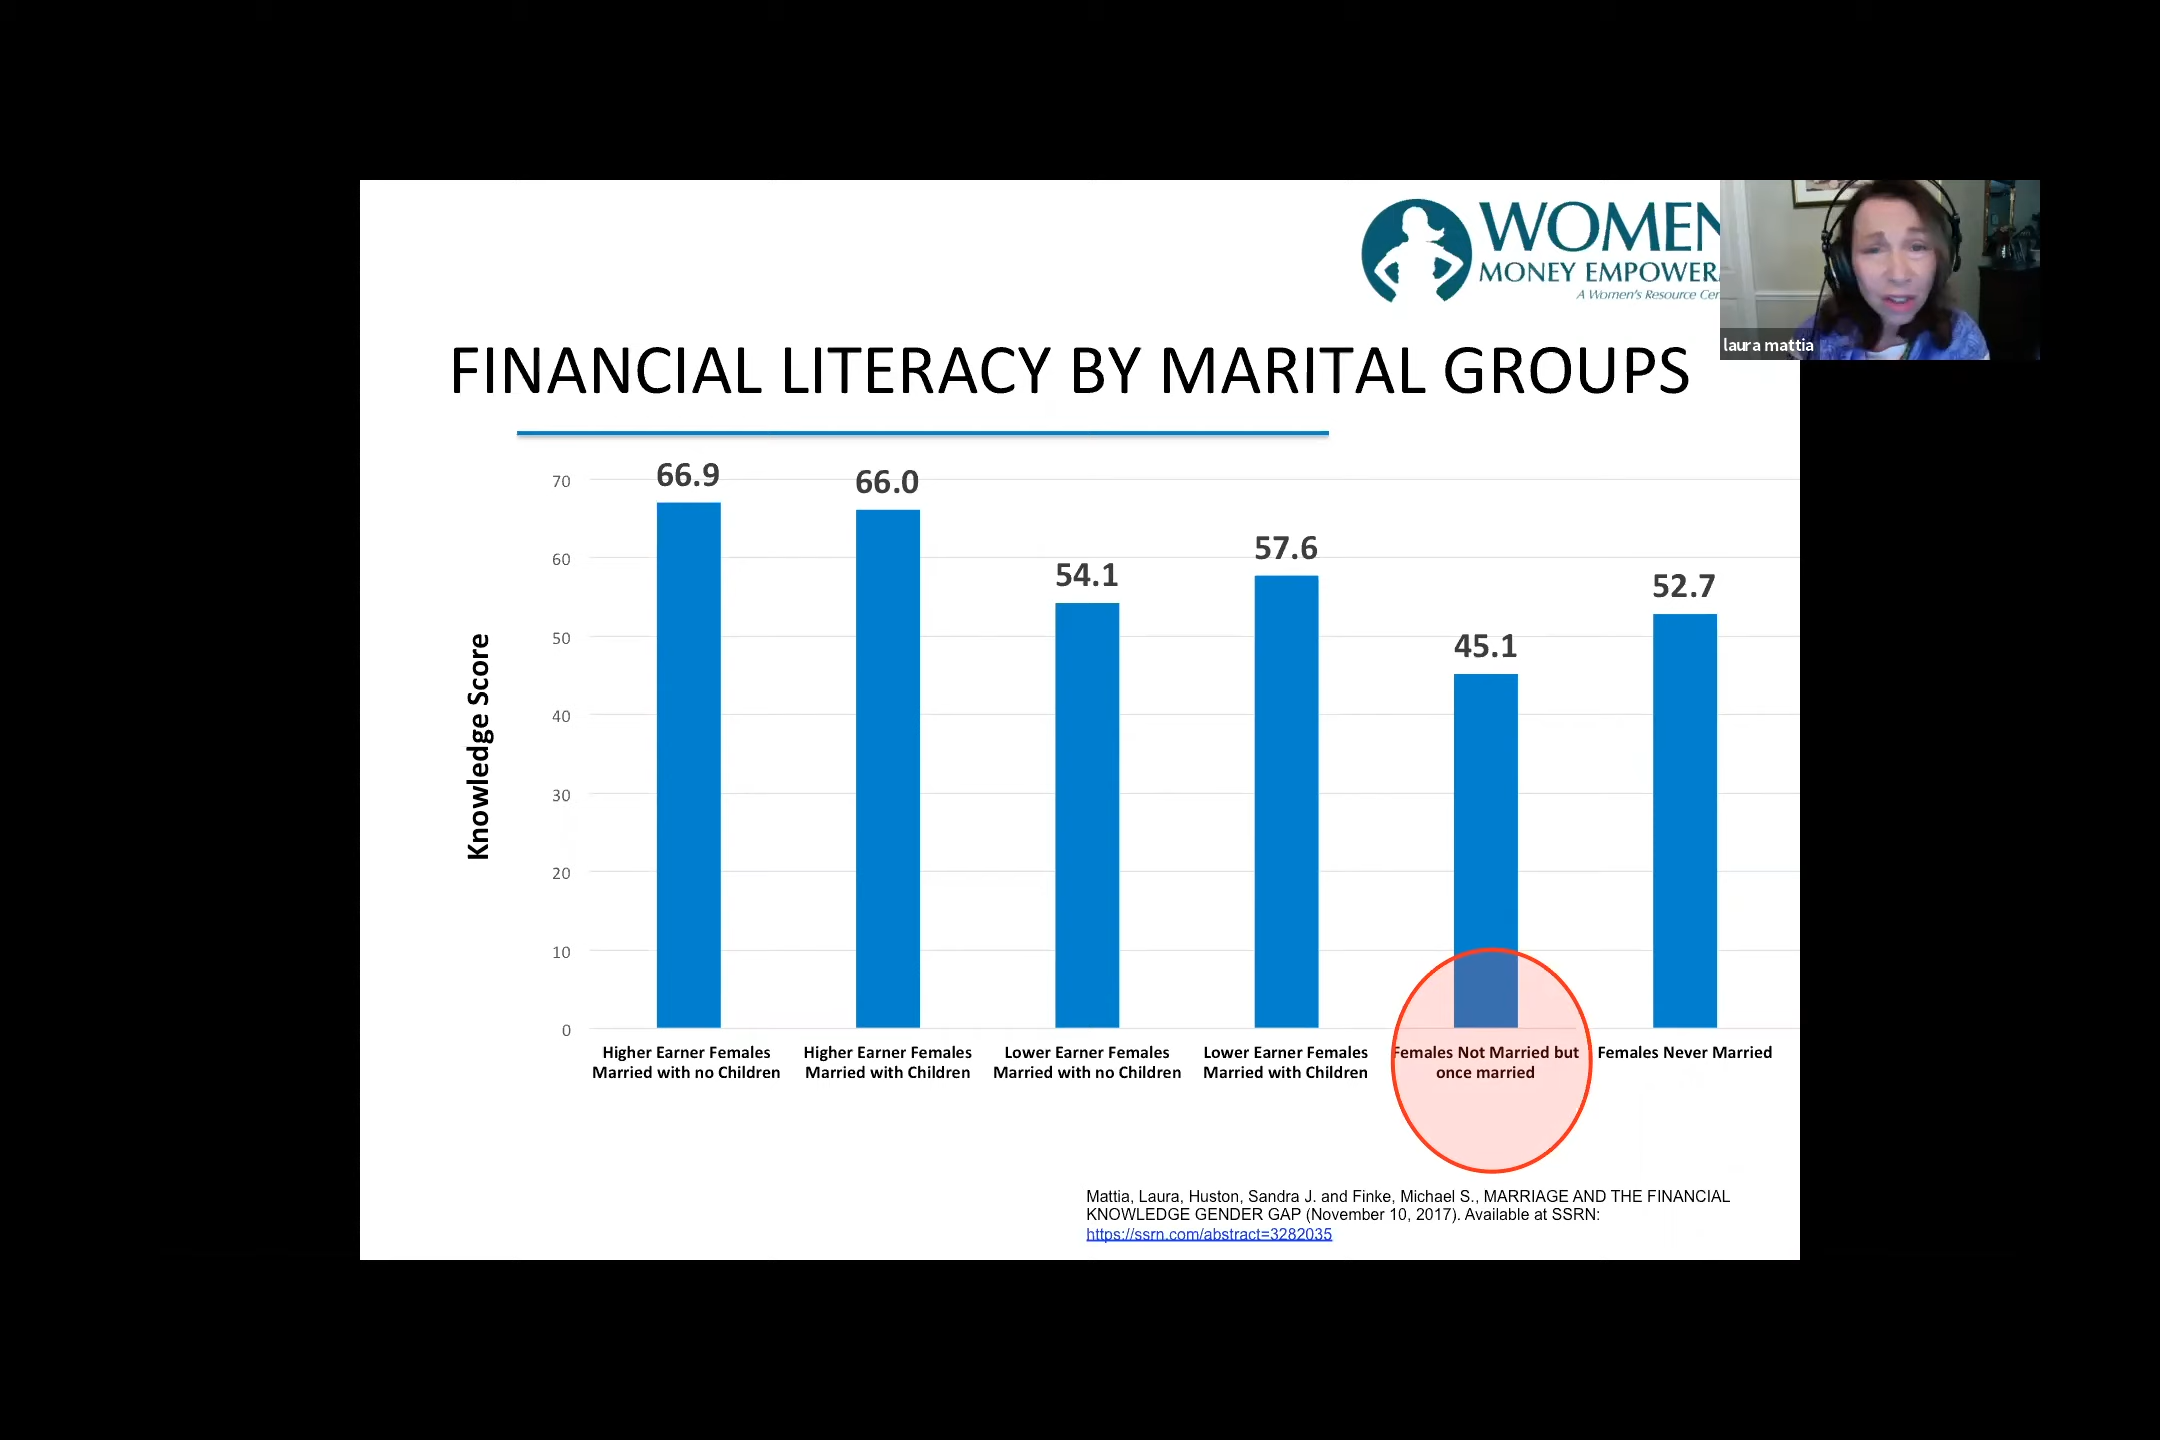 WOMEN
MONEY EMPOWER
A Women's Resource Cen
laura mattia
FINANCIAL LITERACY BY MARITAL GROUPS
Knowledge Score
70
60
50
40
30
20
10
0
66.9
66.0
54.1
57.6
45.1
52.7
Higher Earner Females
Married with no Children
Higher Earner Females
Married with Children
Lower Earner Females
Married with no Children
Lower Earner Females
Married with Children
Females Not Married but
once married
Females Never Married
Mattia, Laura, Huston, Sandra J. and Finke, Michael S., MARRIAGE AND THE FINANCIAL
KNOWLEDGE GENDER GAP (November 10, 2017). Available at SSRN:
https://ssrn.com/abstract=3282035